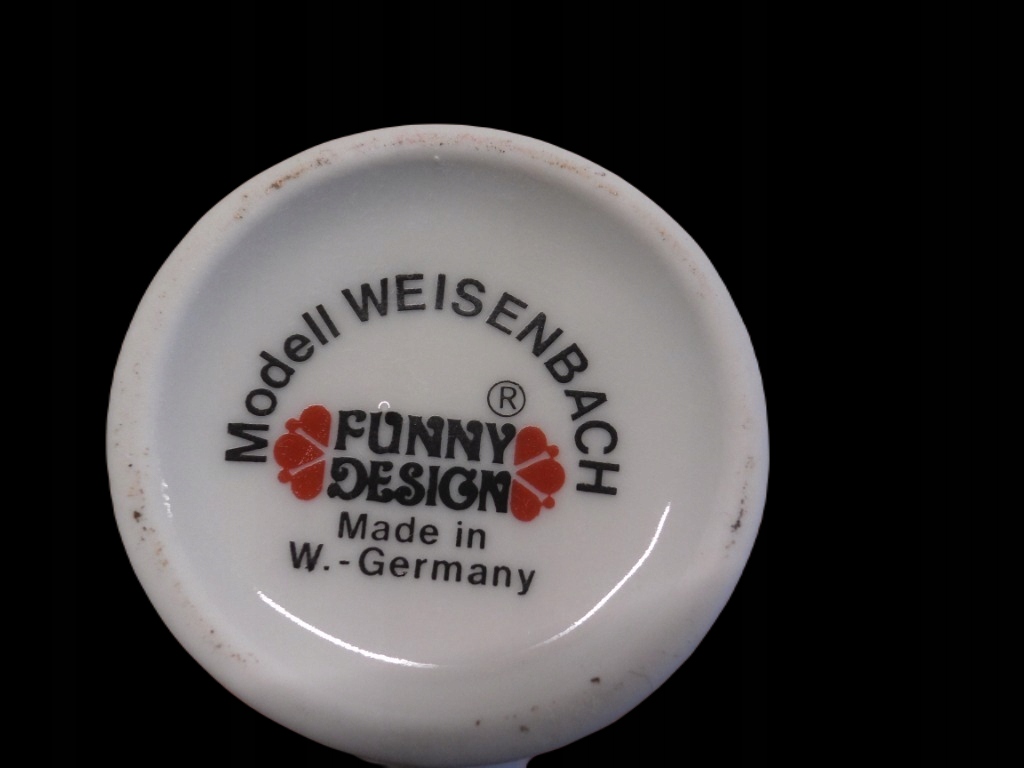 Modell WEISENBACH
®
FUNNY
DESIGN
Made in
W.-Germany